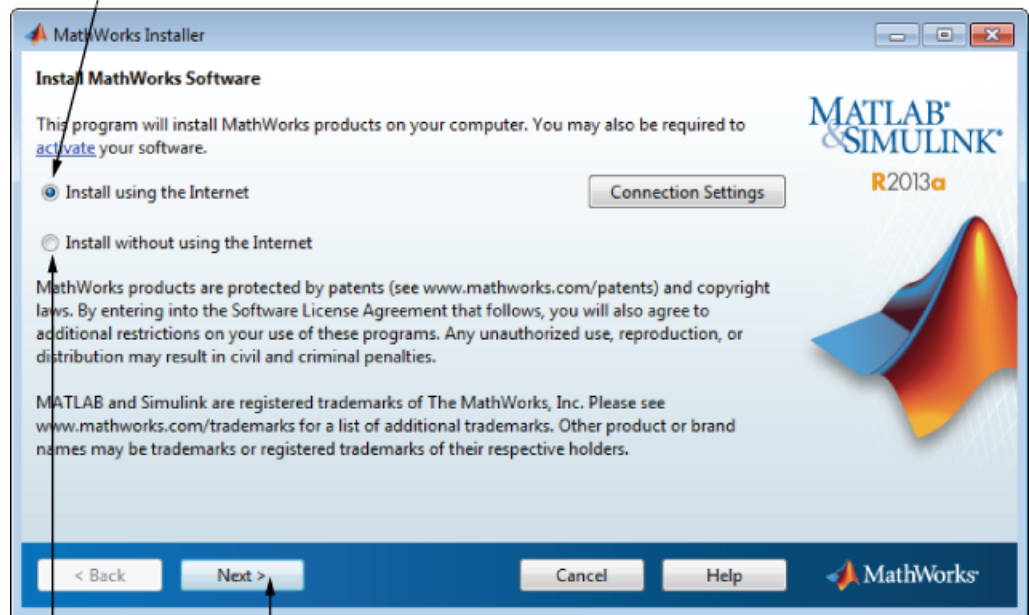 MathWorks Installer
Install MathWorks Software
This program will install MathWorks products on your computer. You may also be required to
activate your software.
Install using the Internet
Connection Settings
Install without using the Internet
MathWorks products are protected by patents (see www.mathworks.com/patents) and copyright
laws. By entering into the Software License Agreement that follows, you will also agree to
additional restrictions on your use of these programs. Any unauthorized use, reproduction, or
distribution may result in civil and criminal penalties.
MATLAB and Simulink are registered trademarks of The MathWorks, Inc. Please see
www.mathworks.com/trademarks for a list of additional trademarks. Other product or brand
names may be trademarks or registered trademarks of their respective holders.
MATLAB®
&SIMULINK®
R2013a
< Back
Next >
Cancel
Help
MathWorks®